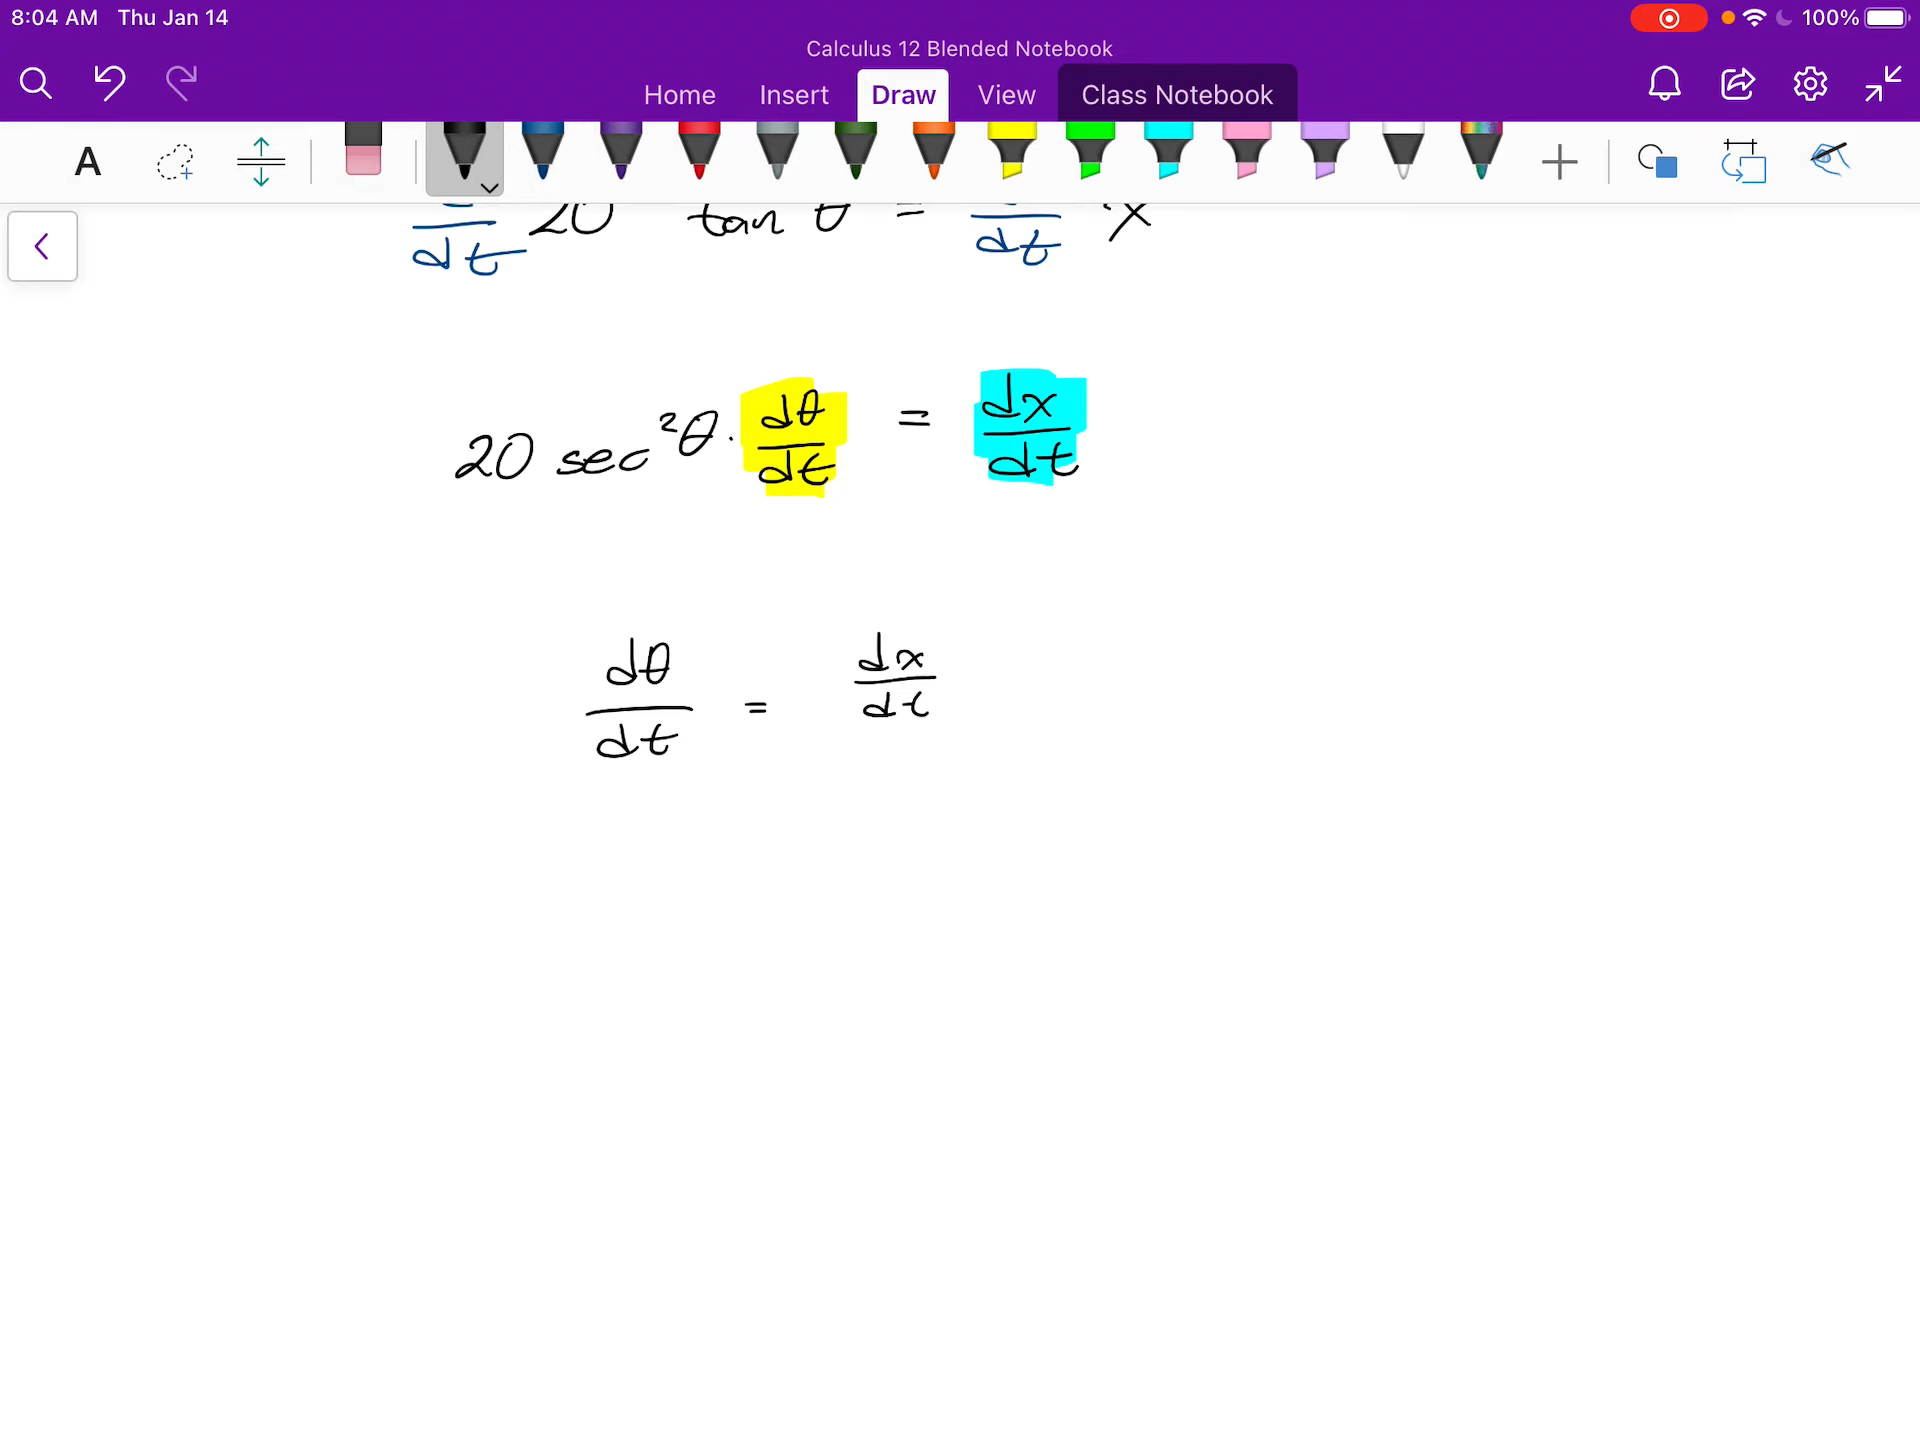 8:04 AM Thu Jan 14 100%
Calculus 12 Blended Notebook
Home Insert Draw View Class Notebook
A
dt 20 tan θ = dt x
20 sec²θ · dθ/dt = dx/dt
dθ/dt = dx/dt